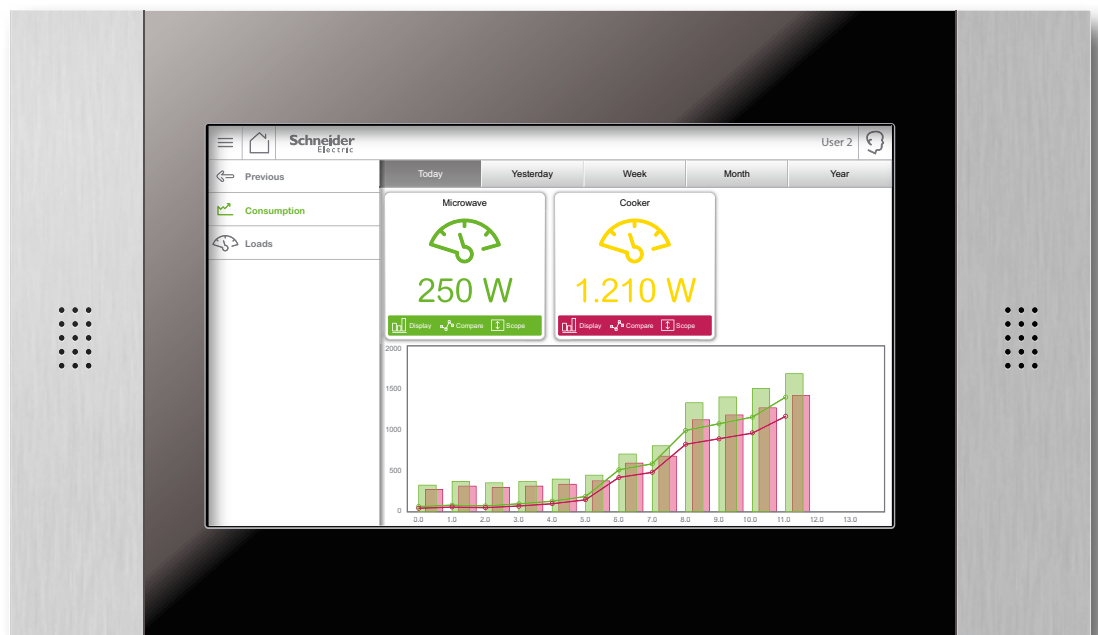 Schneider
Electric
User 2
Previous
Consumption
Loads
Today Yesterday Week Month Year
Microwave
250 W
Display Compare Scope
Cooker
1.210 W
Display Compare Scope
2000
1500
1000
500
0
0.0 1.0 2.0 3.0 4.0 5.0 6.0 7.0 8.0 9.0 10.0 11.0 12.0 13.0